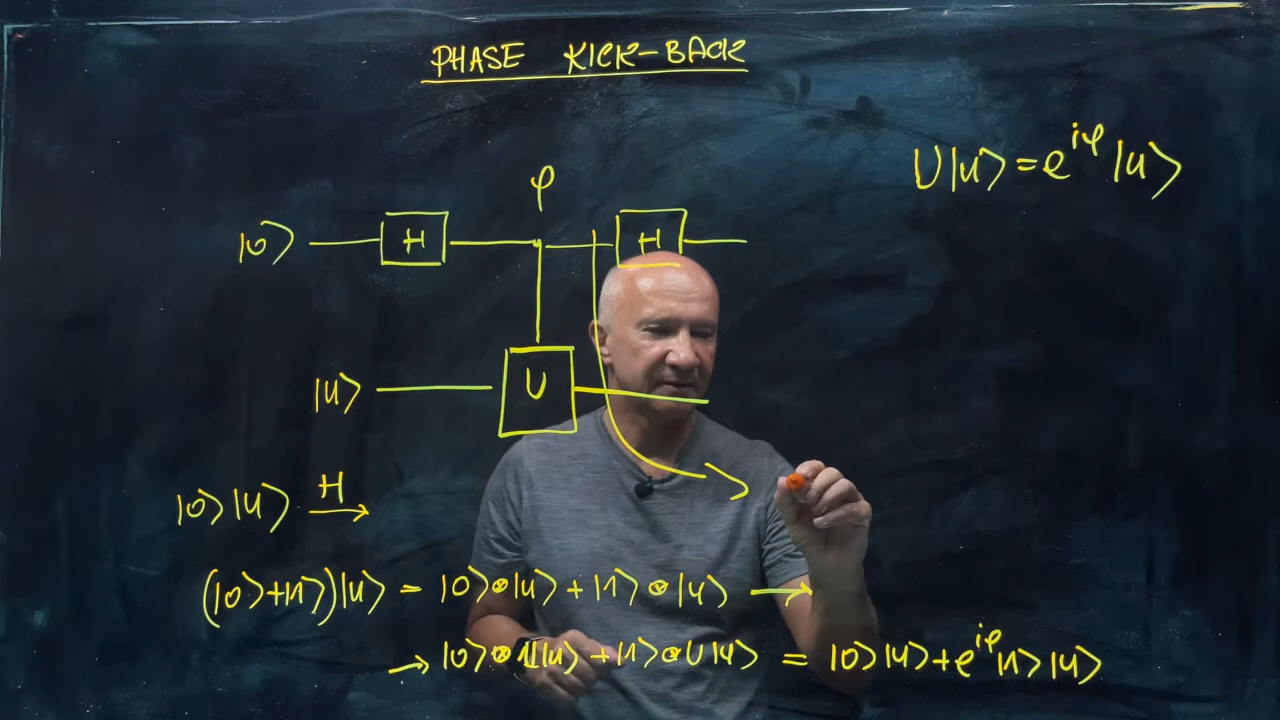 PHASE KICK-BACK
U|u> = e^{iφ} |u>
φ
|0> H H
|u> U
|0>|u> H →
(|0>+|1>)|u> = |0>⊗|u> + |1>⊗|u> →
→ |0>⊗𝟙|u> + |1>⊗U|u> = |0>|u> + e^{iφ}|1>|u>